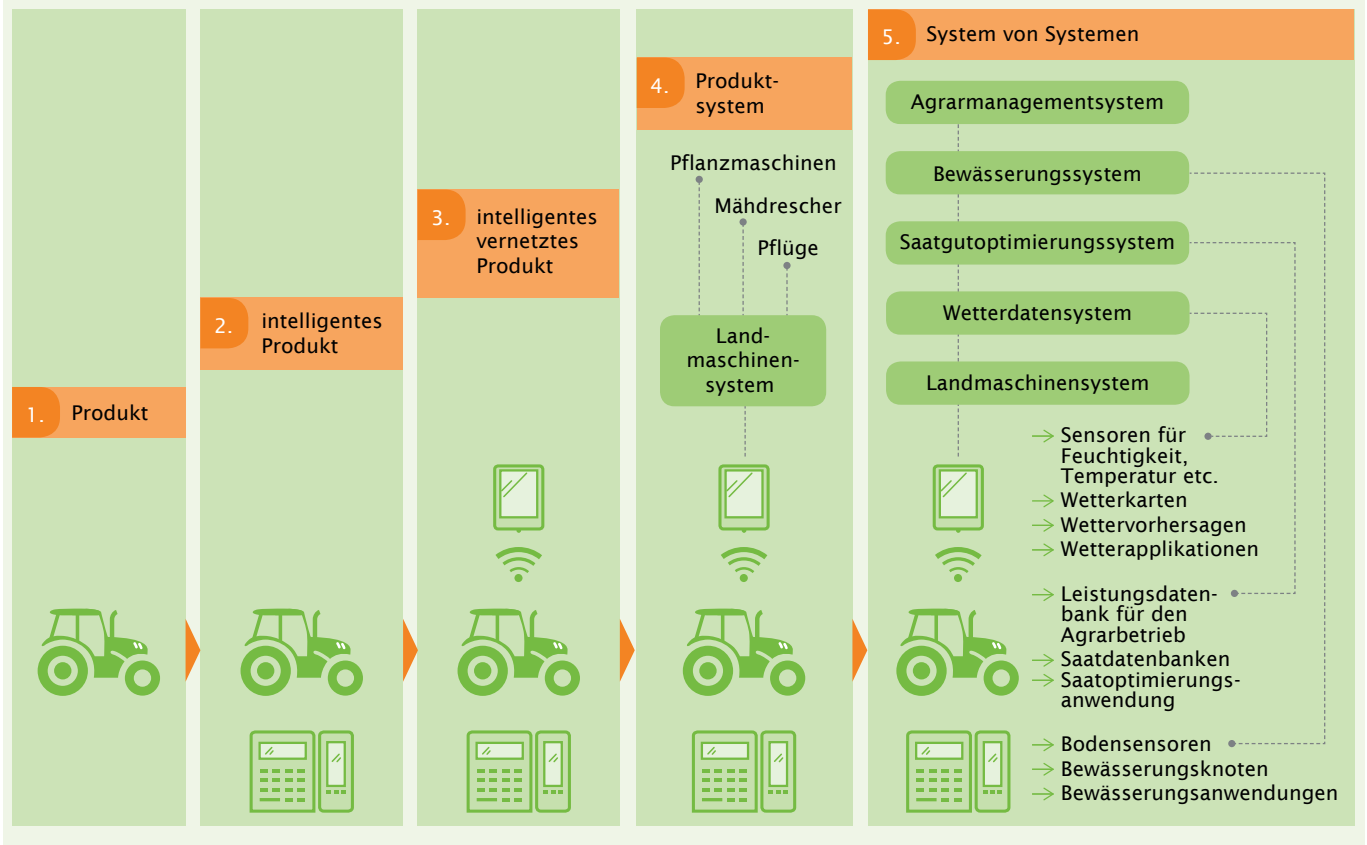 1. Produkt
2. intelligentes
Produkt
3. intelligentes
vernetztes
Produkt
4. Produkt-
system
Pflanzmaschinen
Mähdrescher
Pflüge
Land-
maschinen-
system
5. System von Systemen
Agrarmanagementsystem
Bewässerungssystem
Saatgutoptimierungssystem
Wetterdatensystem
Landmaschinensystem
→ Sensoren für
Feuchtigkeit,
Temperatur etc.
→ Wetterkarten
→ Wettervorhersagen
→ Wetterapplikationen
→ Leistungsdaten-
bank für den
Agrarbetrieb
→ Saatdatenbanken
→ Saatoptimierungs-
anwendung
→ Bodensensoren
→ Bewässerungsknoten
→ Bewässerungsanwendungen